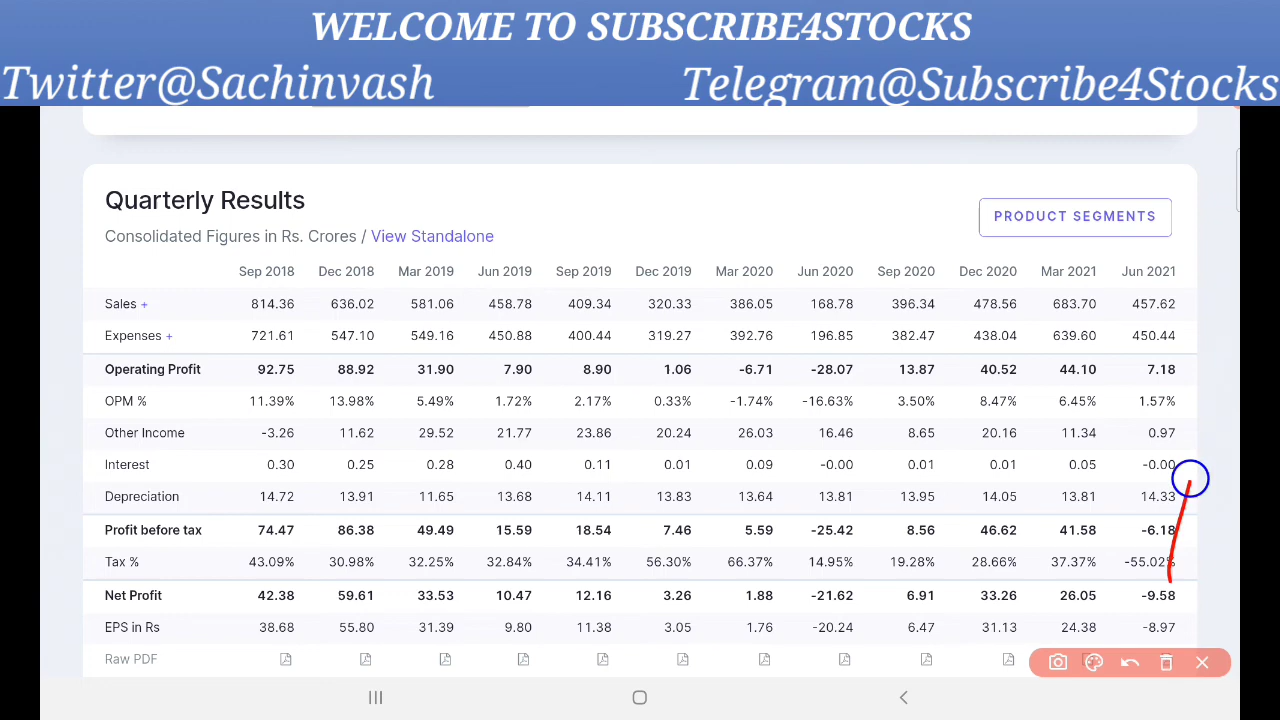 WELCOME TO SUBSCRIBE4STOCKS
Twitter@Sachinvash Telegram@Subscribe4Stocks
Quarterly Results
PRODUCT SEGMENTS
Consolidated Figures in Rs. Crores / View Standalone
Sep 2018 Dec 2018 Mar 2019 Jun 2019 Sep 2019 Dec 2019 Mar 2020 Jun 2020 Sep 2020 Dec 2020 Mar 2021 Jun 2021
Sales + 814.36 636.02 581.06 458.78 409.34 320.33 386.05 168.78 396.34 478.56 683.70 457.62
Expenses + 721.61 547.10 549.16 450.88 400.44 319.27 392.76 196.85 382.47 438.04 639.60 450.44
Operating Profit 92.75 88.92 31.90 7.90 8.90 1.06 -6.71 -28.07 13.87 40.52 44.10 7.18
OPM % 11.39% 13.98% 5.49% 1.72% 2.17% 0.33% -1.74% -16.63% 3.50% 8.47% 6.45% 1.57%
Other Income -3.26 11.62 29.52 21.77 23.86 20.24 26.03 16.46 8.65 20.16 11.34 0.97
Interest 0.30 0.25 0.28 0.40 0.11 0.01 0.09 -0.00 0.01 0.01 0.05 -0.00
Depreciation 14.72 13.91 11.65 13.68 14.11 13.83 13.64 13.81 13.95 14.05 13.81 14.33
Profit before tax 74.47 86.38 49.49 15.59 18.54 7.46 5.59 -25.42 8.56 46.62 41.58 -6.18
Tax % 43.09% 30.98% 32.25% 32.84% 34.41% 56.30% 66.37% 14.95% 19.28% 28.66% 37.37% -55.02%
Net Profit 42.38 59.61 33.53 10.47 12.16 3.26 1.88 -21.62 6.91 33.26 26.05 -9.58
EPS in Rs 38.68 55.80 31.39 9.80 11.38 3.05 1.76 -20.24 6.47 31.13 24.38 -8.97
Raw PDF